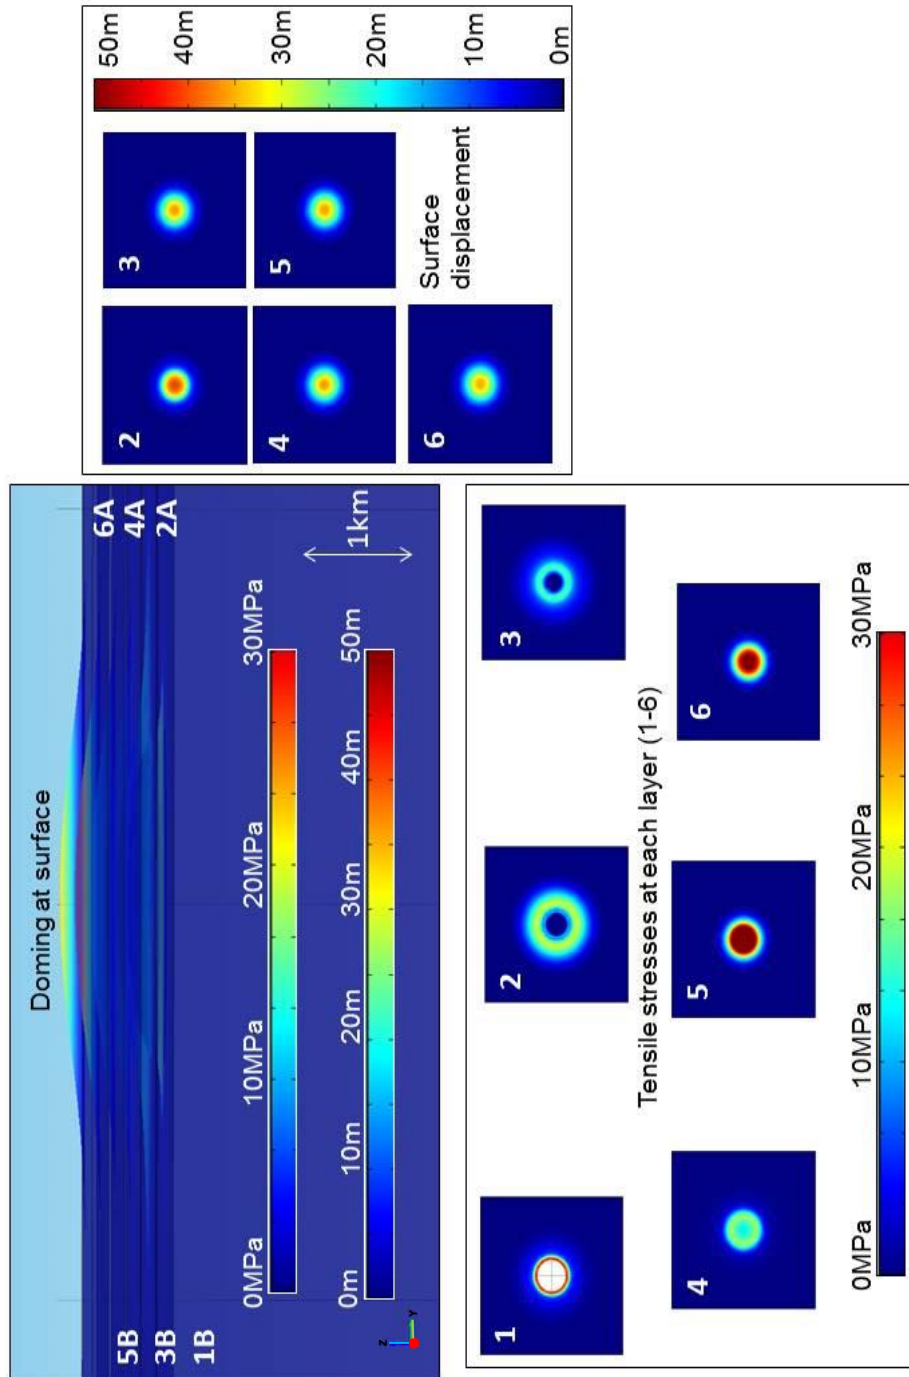 Doming at surface
6A
4A
2A
5B
3B
1B
0MPa 10MPa 20MPa 30MPa
0m 10m 20m 30m 40m 50m
1km
Z
Y
1
2
3
Tensile stresses at each layer (1-6)
4
5
6
0MPa 10MPa 20MPa 30MPa
2
3
4
5
6
Surface
displacement
50m
40m
30m
20m
10m
0m